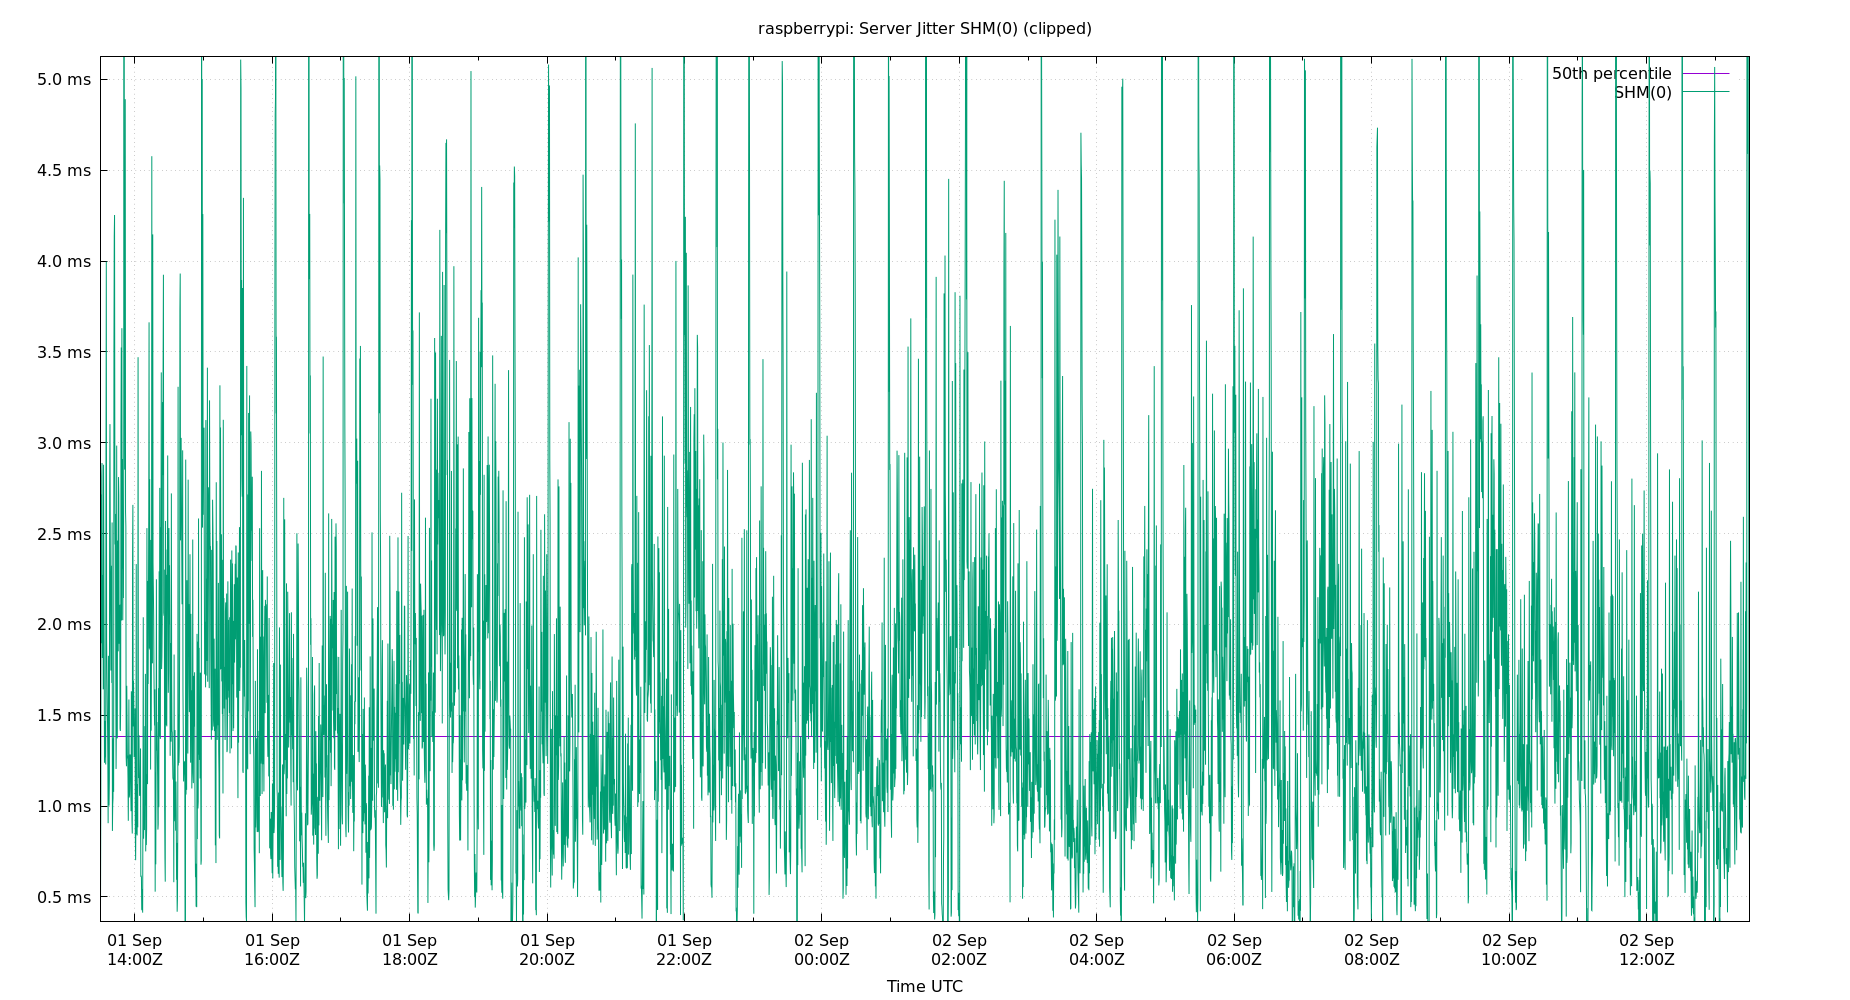 raspberrypi: Server Jitter SHM(0) (clipped)
50th percentile
SHM(0)
5.0 ms
4.5 ms
4.0 ms
3.5 ms
3.0 ms
2.5 ms
2.0 ms
1.5 ms
1.0 ms
0.5 ms
01 Sep 01 Sep 01 Sep 01 Sep 01 Sep 02 Sep 02 Sep 02 Sep 02 Sep 02 Sep 02 Sep 02 Sep
14:00Z 16:00Z 18:00Z 20:00Z 22:00Z 00:00Z 02:00Z 04:00Z 06:00Z 08:00Z 10:00Z 12:00Z
Time UTC